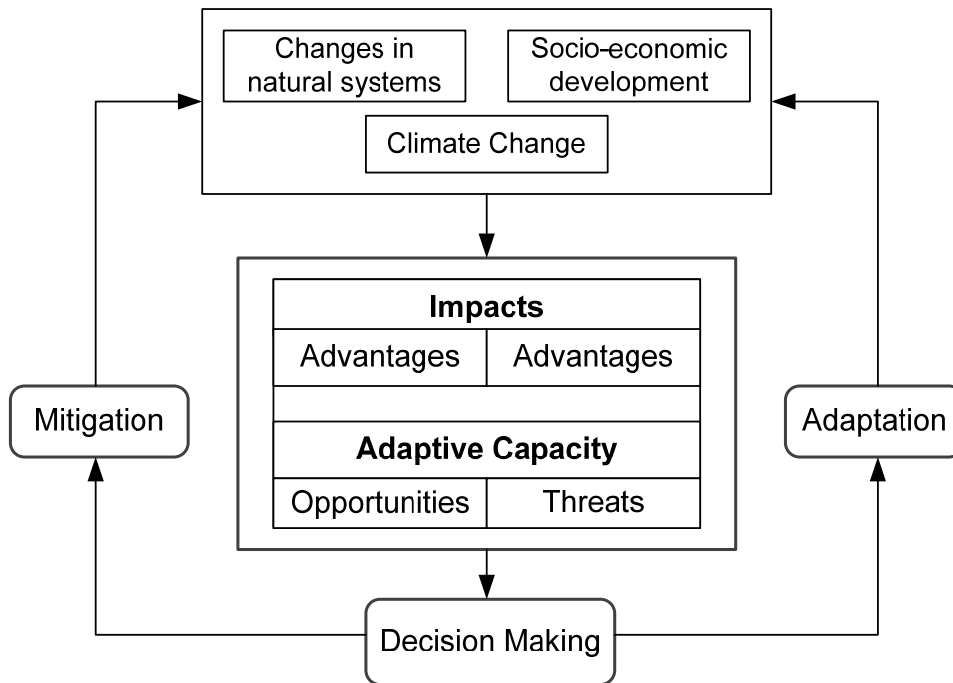 Changes in
natural systems
Socio-economic
development
Climate Change
Impacts
Advantages
Advantages
Mitigation
Adaptation
Adaptive Capacity
Opportunities
Threats
Decision Making